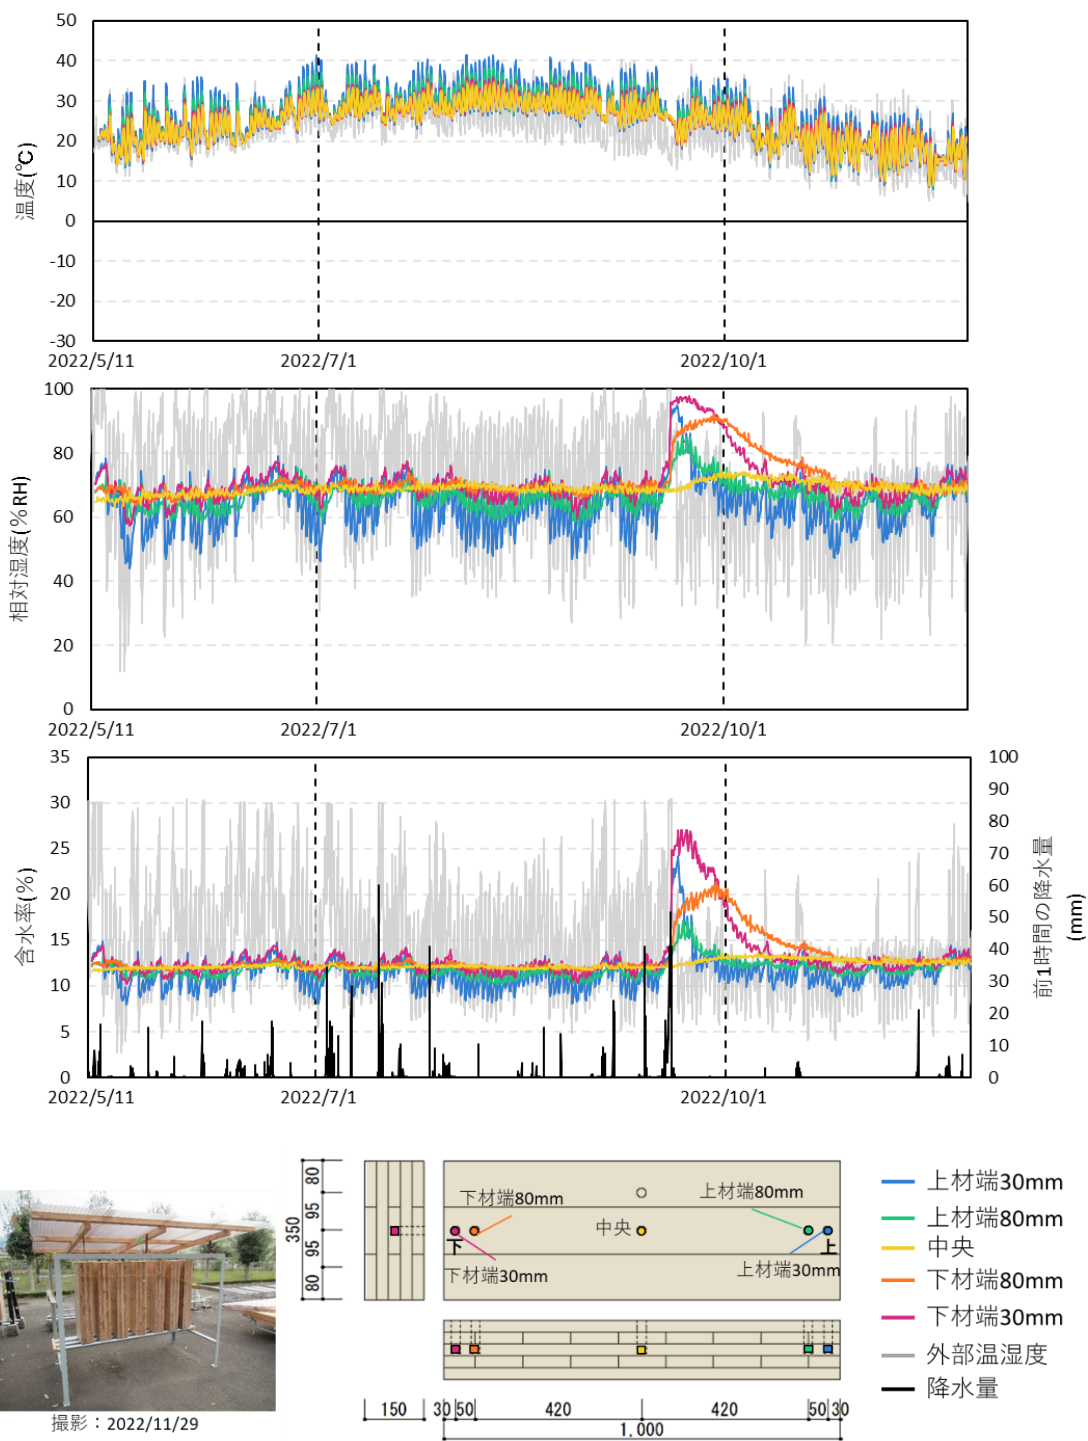 50
40
30
20
10
0
-10
-20
-30
温度(℃)
2022/5/11 2022/7/1 2022/10/1
100
80
60
40
20
0
相対湿度(%RH)
2022/5/11 2022/7/1 2022/10/1
35 100
30 90
25 80
20 70
15 60
10 50
5 40
0 30
20
10
0
含水率(%)
前1時間の降水量
(mm)
2022/5/11 2022/7/1 2022/10/1
撮影：2022/11/29
350
80
95
95
80
150
下材端80mm
上材端80mm
中央
下
上
下材端30mm
上材端30mm
30 50 420 420 50 30
1,000
上材端30mm
上材端80mm
中央
下材端80mm
下材端30mm
外部温湿度
降水量